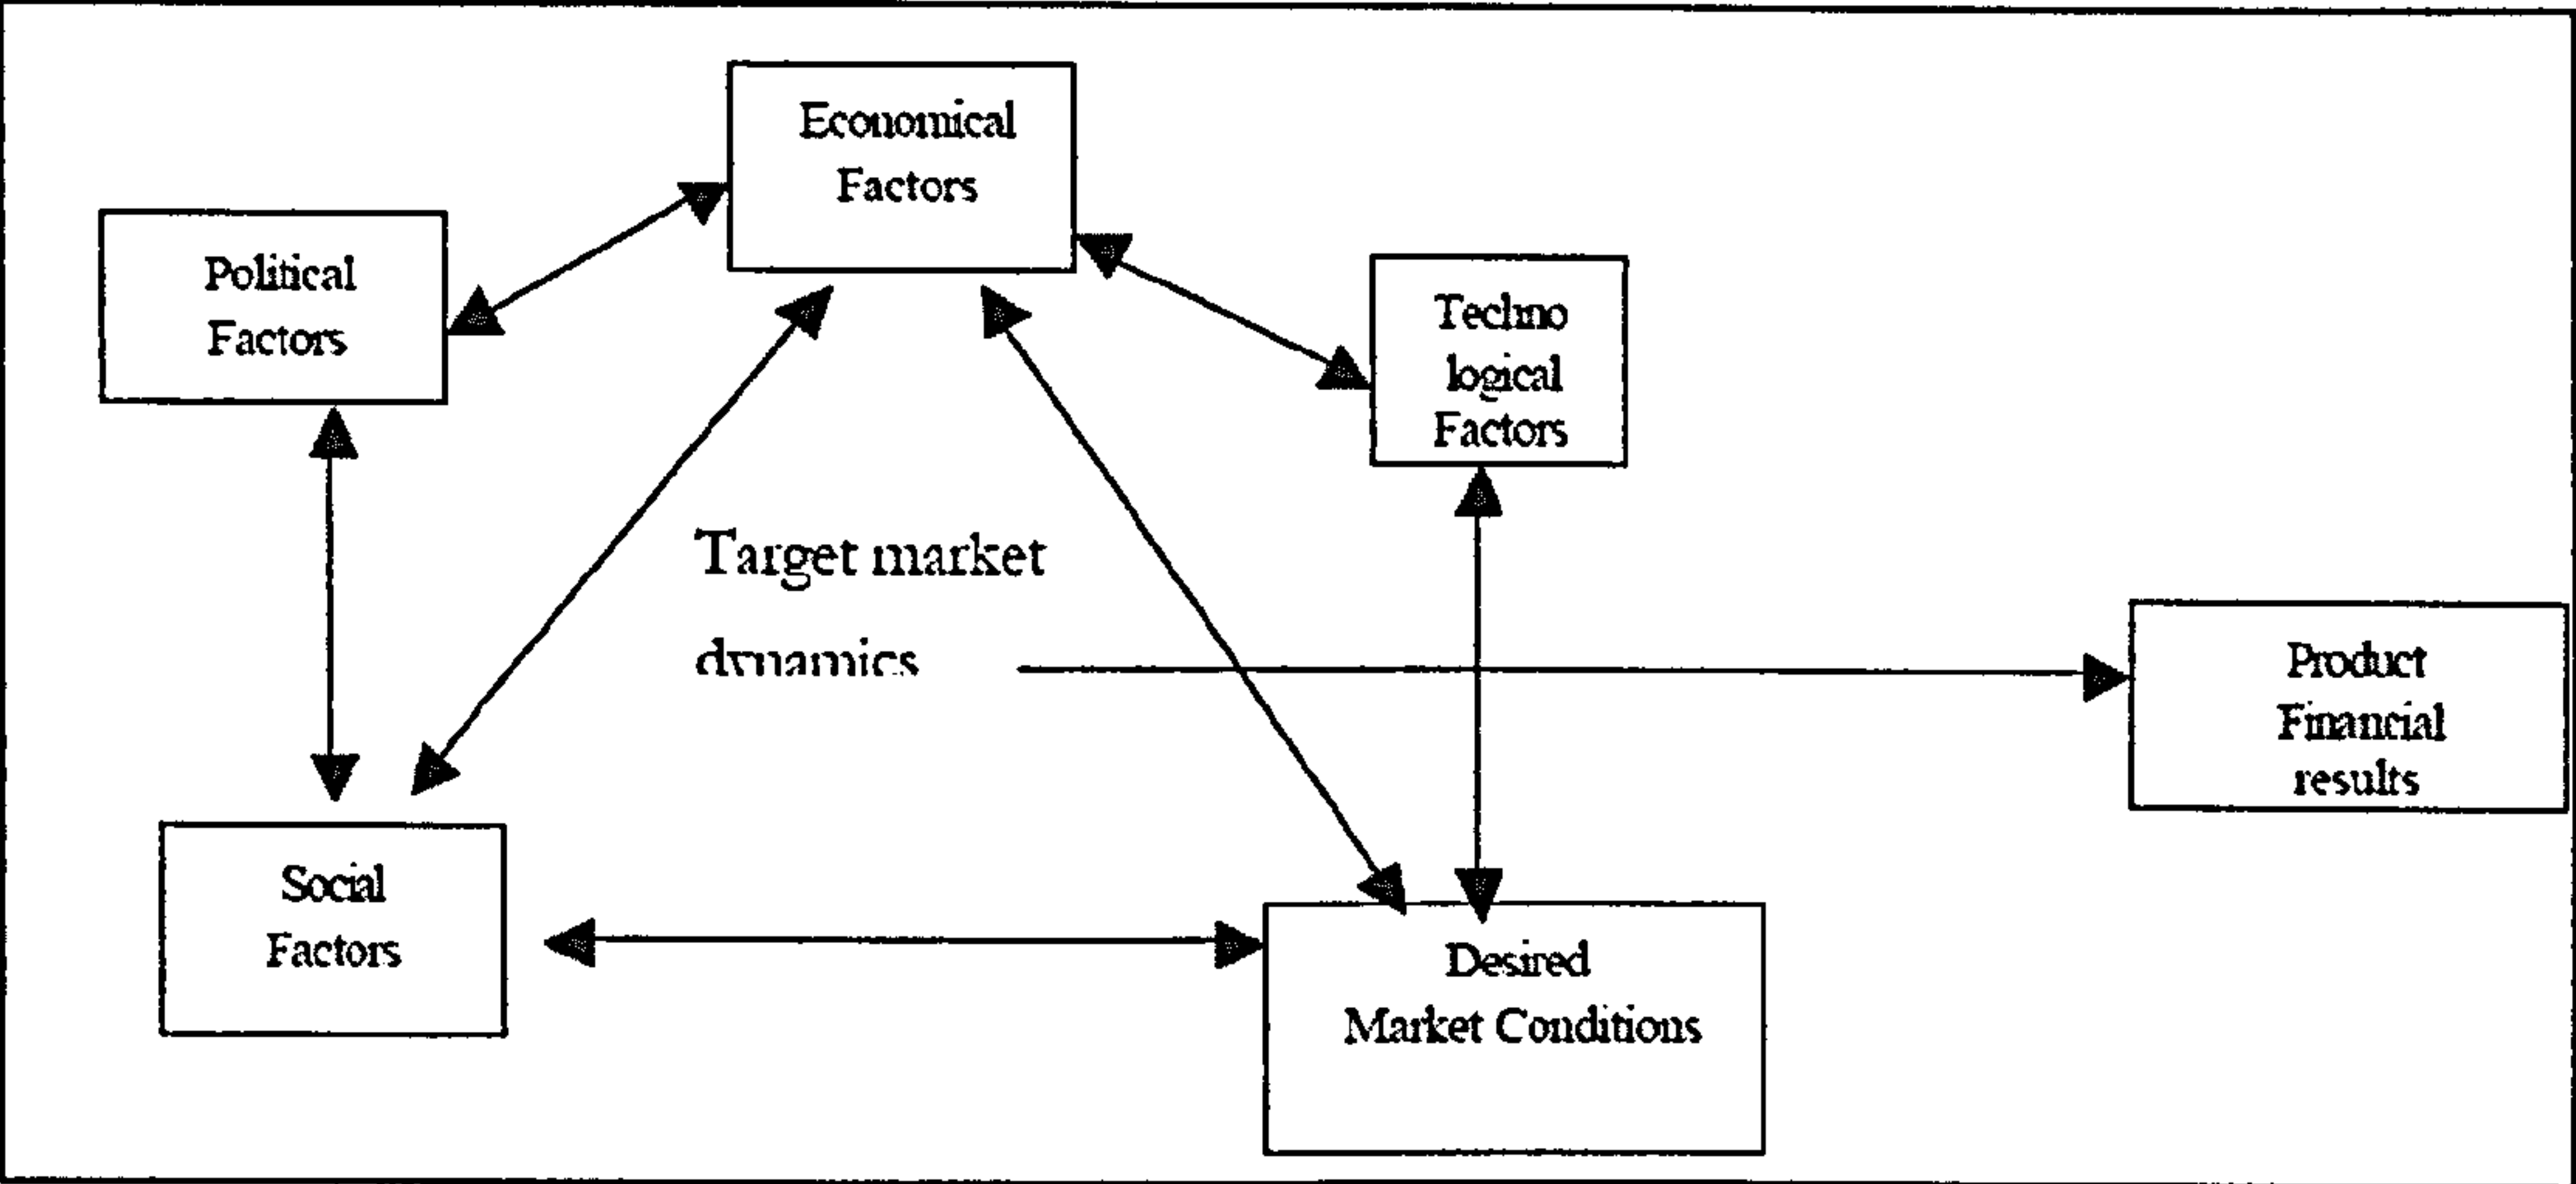 Economical
Factors
Political
Factors
Techno
logical
Factors
Target market
dynamics
Product
Financial
results
Social
Factors
Desired
Market Conditions